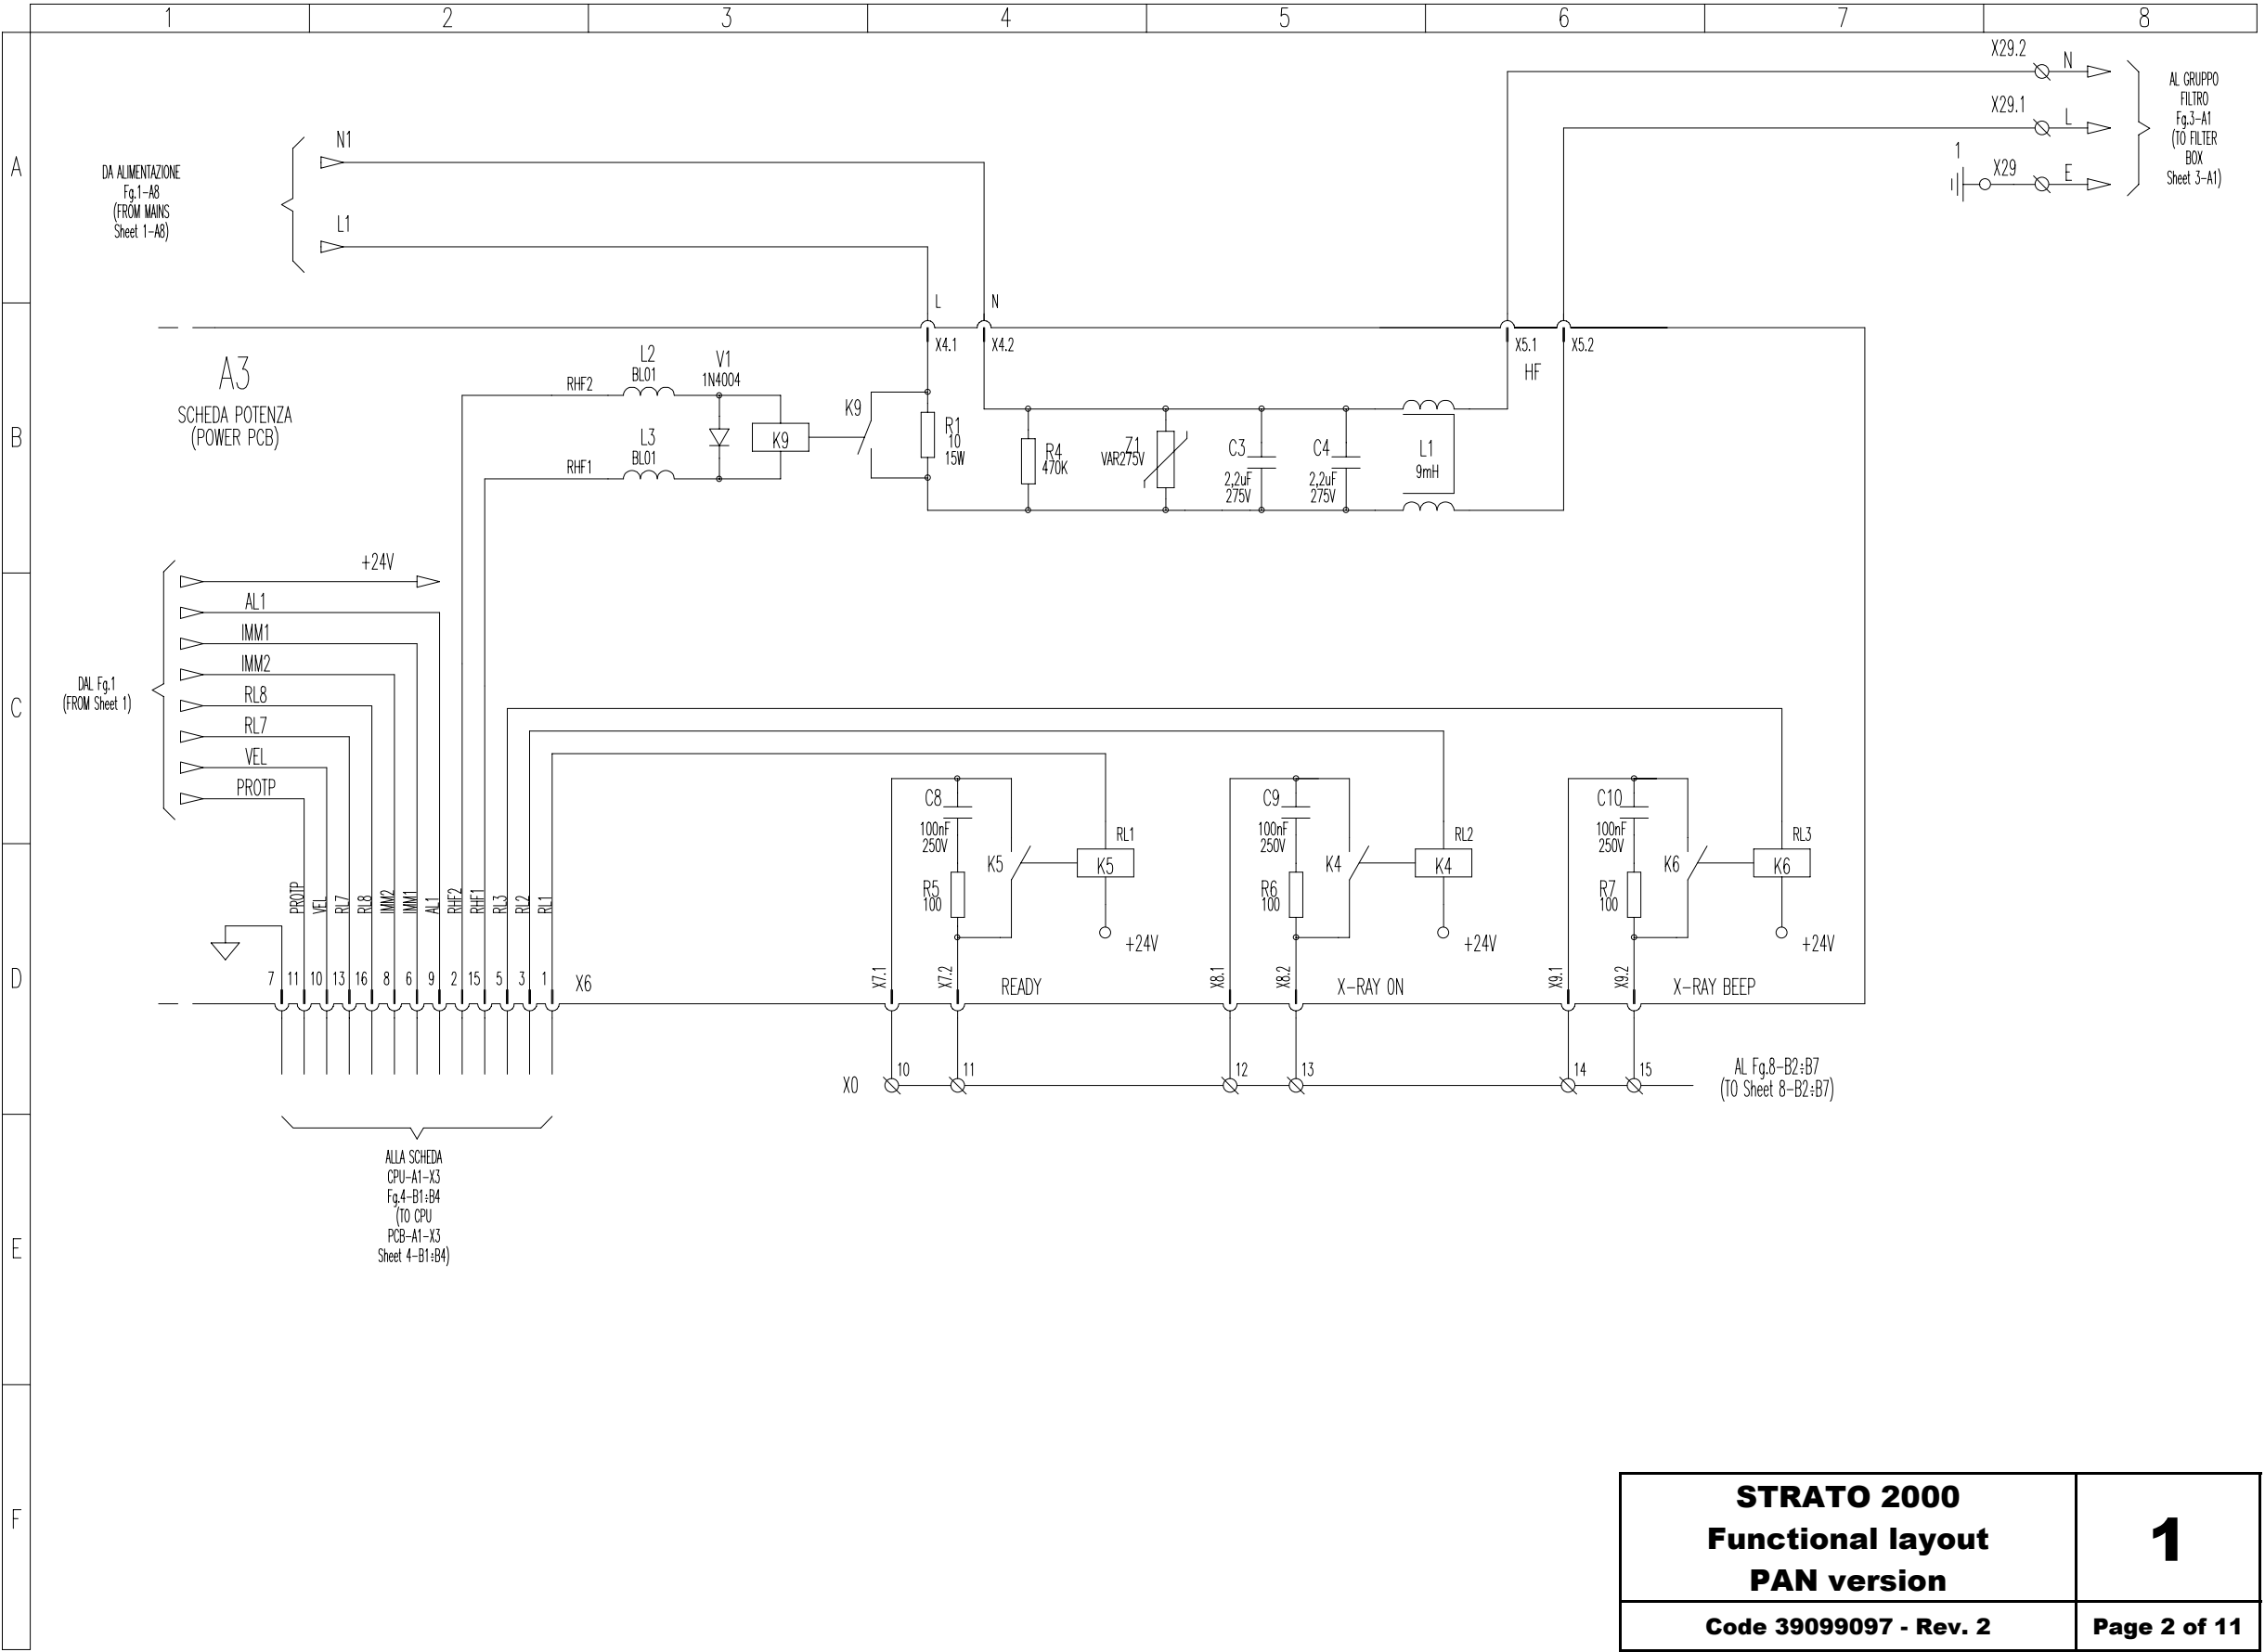 1 2 3 4 5 6 7 8
A
B
C
D
E
F
X29.2
N
X29.1
L
1
X29
E
AL GRUPPO
FILTRO
Fg.3-A1
(TO FILTER
BOX
Sheet 3-A1)
DA ALIMENTAZIONE
Fg.1-A8
(FROM MAINS
Sheet 1-A8)
N1
L1
L
N
X4.1
X4.2
X5.1
X5.2
HF
A3
SCHEDA POTENZA
(POWER PCB)
RHF2
L2
BL01
V1
1N4004
RHF1
L3
BL01
K9
K9
R1
10
15W
R4
470K
Z1
VAR275V
C3
2,2uF
275V
C4
2,2uF
275V
L1
9mH
DAL Fg.1
(FROM Sheet 1)
+24V
AL1
IMM1
IMM2
RL8
RL7
VEL
PROTP
C8
100nF
250V
R5
100
K5
RL1
K5
+24V
C9
100nF
250V
R6
100
K4
RL2
K4
+24V
C10
100nF
250V
R7
100
K6
RL3
K6
+24V
PROTP VEL RL7 RL8 IMM2 IMM1 AL1 RHF2 RHF1 RL3 RL2 RL1
7 11 10 13 16 8 6 9 2 15 5 3 1 X6
X7.1 X7.2 READY
X8.1 X8.2 X-RAY ON
X9.1 X9.2 X-RAY BEEP
X0 10 11 12 13 14 15
AL Fg.8-B2÷B7
(TO Sheet 8-B2÷B7)
ALLA SCHEDA
CPU-A1-X3
Fg.4-B1÷B4
(TO CPU
PCB-A1-X3
Sheet 4-B1÷B4)
STRATO 2000
Functional layout
PAN version
1
Code 39099097 - Rev. 2
Page 2 of 11